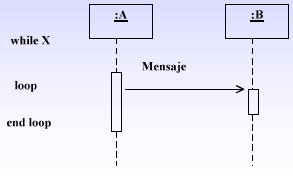 :A
:B
while X
Mensaje
loop
end loop